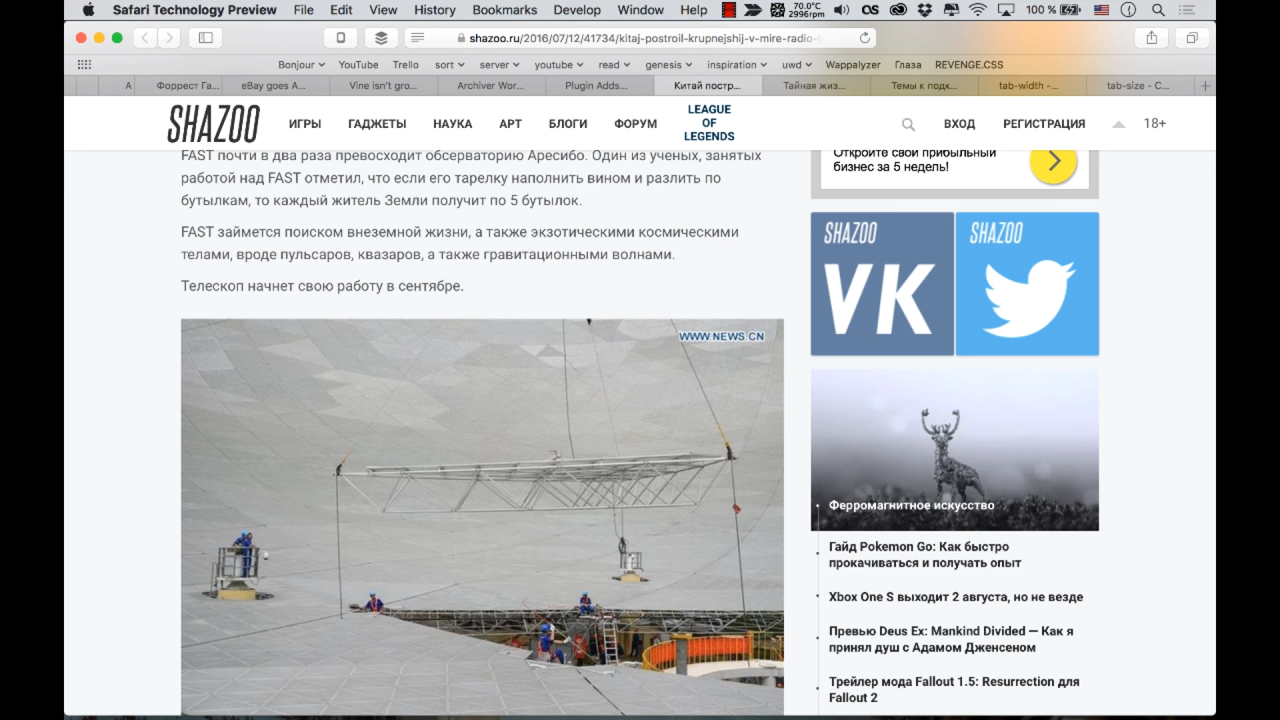 Safari Technology Preview File Edit View History Bookmarks Develop Window Help 70.0°C 2996rpm 100 %
shazoo.ru/2016/07/12/41734/kitaj-postroil-krupnejshij-v-mire-radio-t
Bonjour YouTube Trello sort server youtube read genesis inspiration uwd Wappalyzer Глаза REVENGE.CSS
A Форрест Га... eBay goes A... Vine isn't gro... Archiver Wor... Plugin Adds... Китай постр... Тайная жиз... Темы к подк... tab-width -... tab-size - C...
SHAZOO ИГРЫ ГАДЖЕТЫ НАУКА АРТ БЛОГИ ФОРУМ LEAGUE OF LEGENDS ВХОД РЕГИСТРАЦИЯ 18+
FAST почти в два раза превосходит обсерваторию Аресибо. Один из ученых, занятых
работой над FAST отметил, что если его тарелку наполнить вином и разлить по
бутылкам, то каждый житель Земли получит по 5 бутылок.
FAST займется поиском внеземной жизни, а также экзотическими космическими
телами, вроде пульсаров, квазаров, а также гравитационными волнами.
Телескоп начнет свою работу в сентябре.
WWW.NEWS.CN
Откройте свой прибыльный
бизнес за 5 недель!
SHAZOO
VK
SHAZOO
Ферромагнитное искусство
Гайд Pokemon Go: Как быстро
прокачиваться и получать опыт
Xbox One S выходит 2 августа, но не везде
Превью Deus Ex: Mankind Divided — Как я
принял душ с Адамом Дженсеном
Трейлер мода Fallout 1.5: Resurrection для
Fallout 2